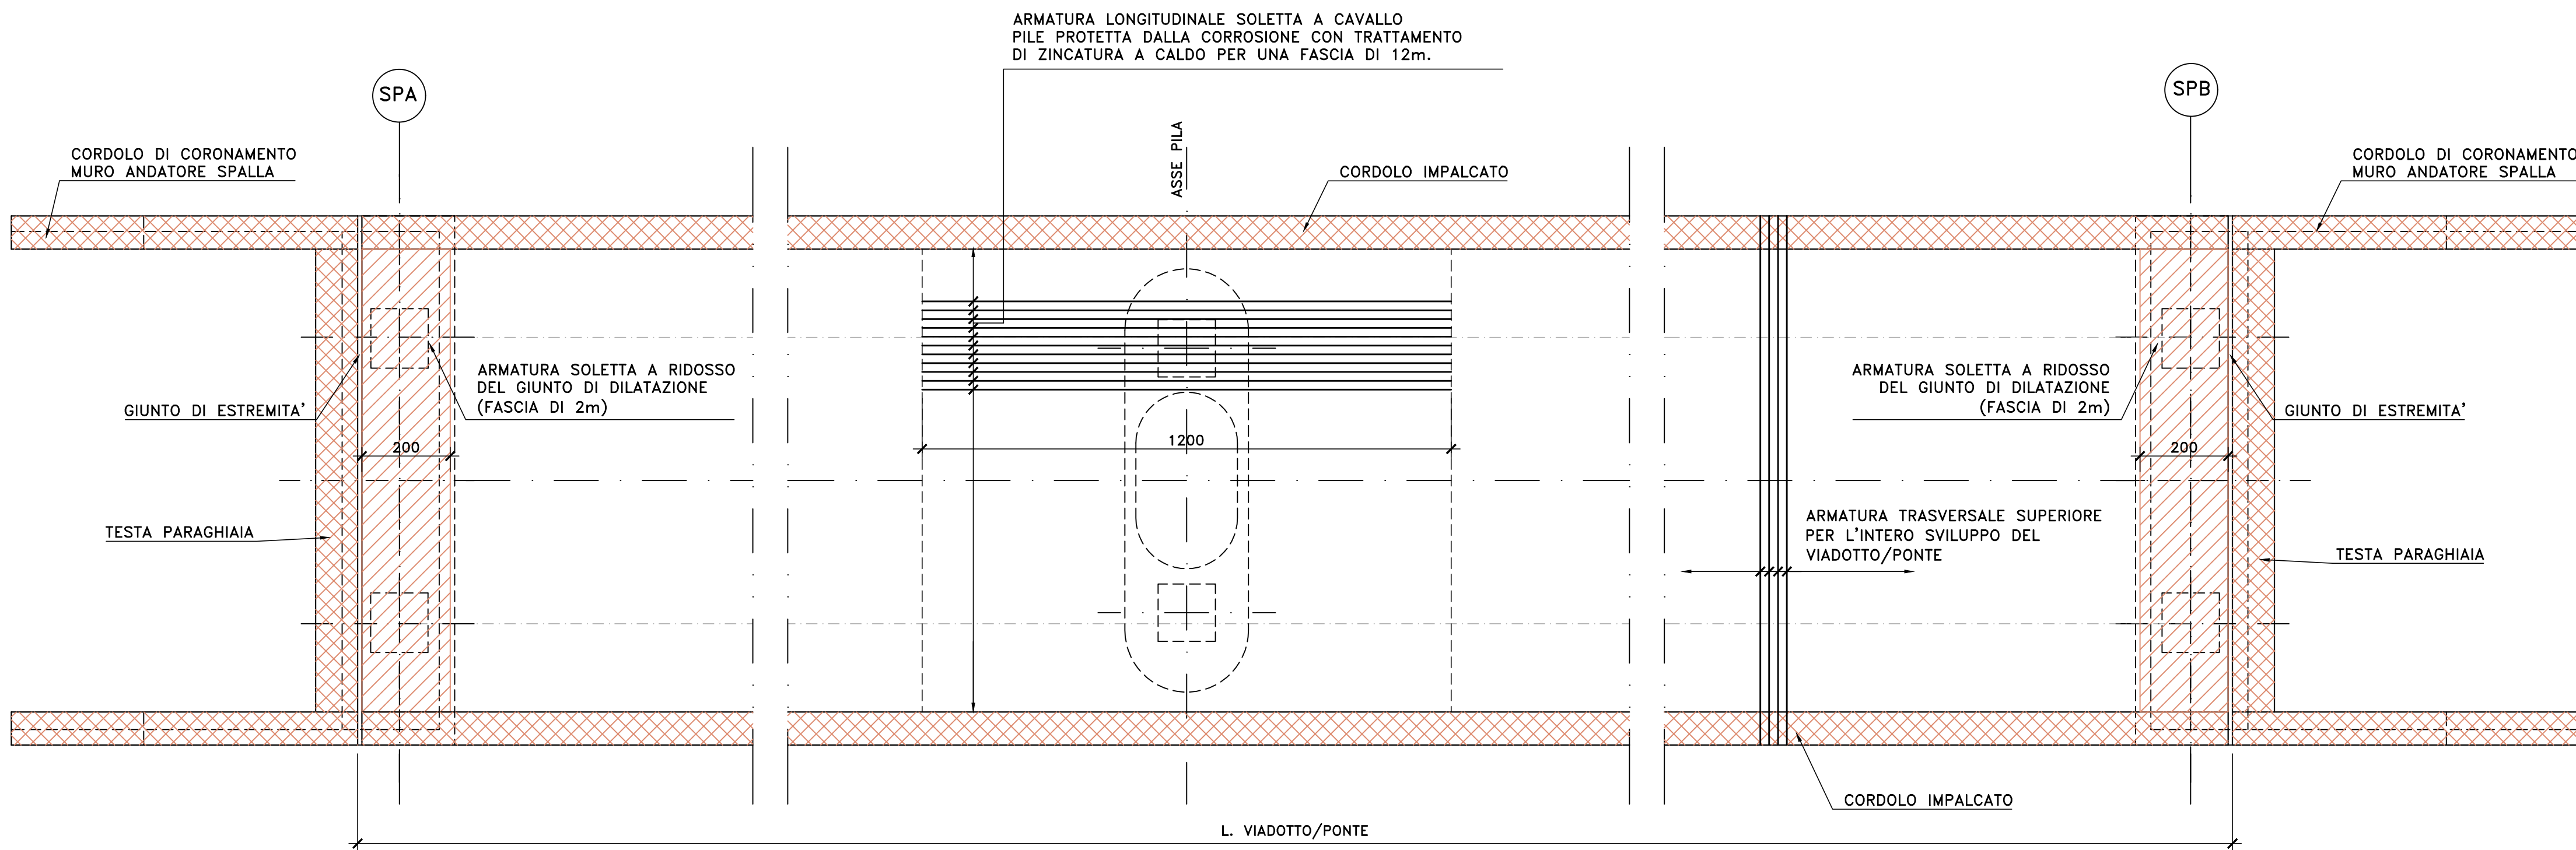 ARMATURA LONGITUDINALE SOLETTA A CAVALLO
PILE PROTETTA DALLA CORROSIONE CON TRATTAMENTO
DI ZINCATURA A CALDO PER UNA FASCIA DI 12m.
SPA
SPB
ASSE PILA
CORDOLO DI CORONAMENTO
MURO ANDATORE SPALLA
CORDOLO IMPALCATO
CORDOLO DI CORONAMENTO
MURO ANDATORE SPALLA
ARMATURA SOLETTA A RIDOSSO
DEL GIUNTO DI DILATAZIONE
(FASCIA DI 2m)
GIUNTO DI ESTREMITA'
ARMATURA SOLETTA A RIDOSSO
DEL GIUNTO DI DILATAZIONE
(FASCIA DI 2m)
GIUNTO DI ESTREMITA'
200
1200
200
TESTA PARAGHIAIA
ARMATURA TRASVERSALE SUPERIORE
PER L'INTERO SVILUPPO DEL
VIADOTTO/PONTE
TESTA PARAGHIAIA
CORDOLO IMPALCATO
L. VIADOTTO/PONTE